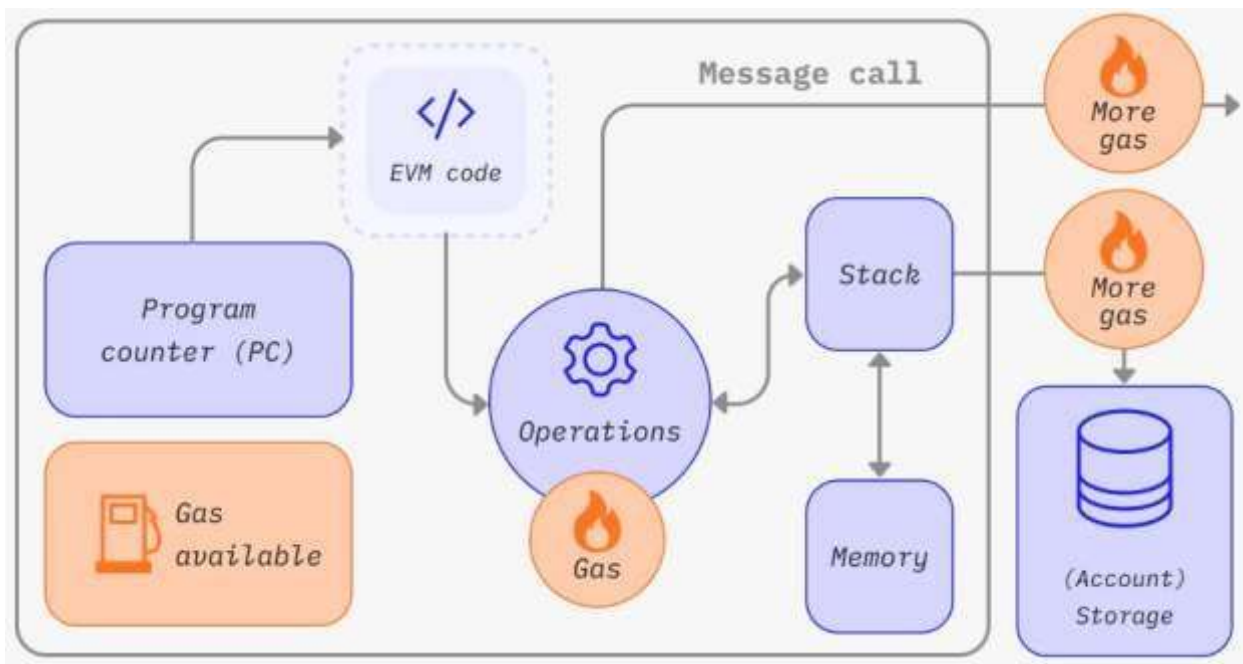 Message call
More
gas
</>
EVM code
Program
counter (PC)
Stack
More
gas
Operations
Gas
available
Gas
Memory
(Account)
Storage